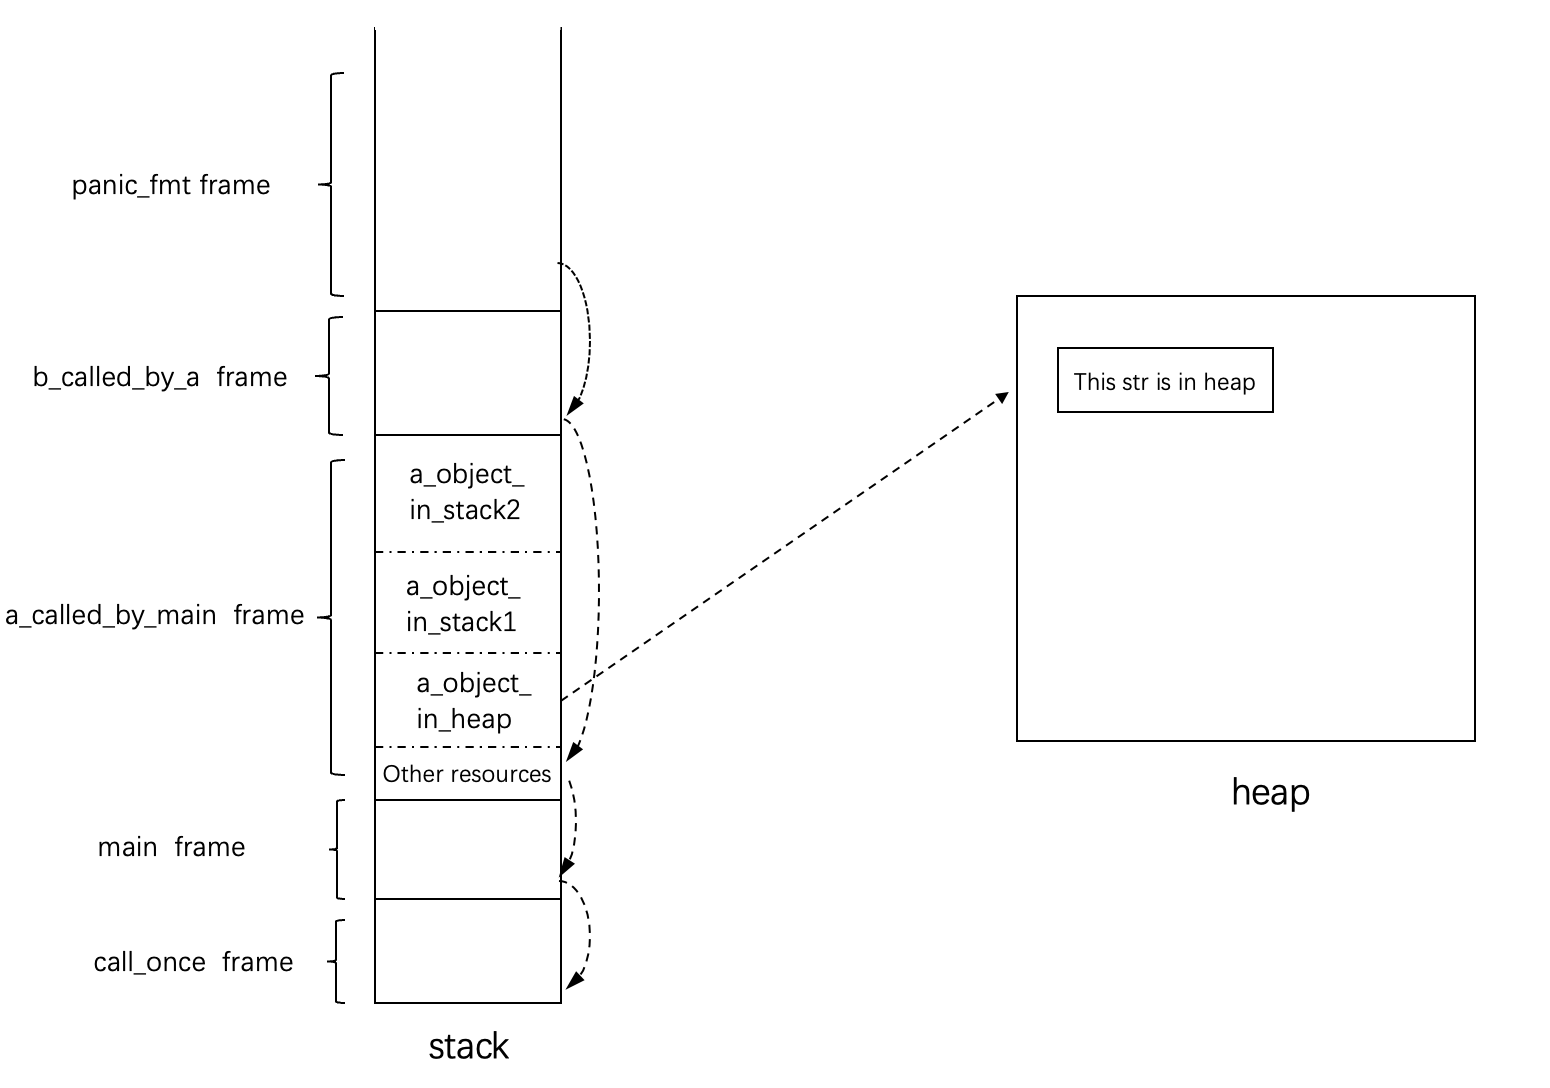 panic_fmt frame
b_called_by_a frame
This str is in heap
a_object_
in_stack2
a_object_
in_stack1
a_called_by_main frame
a_object_
in_heap
Other resources
heap
main frame
call_once frame
stack